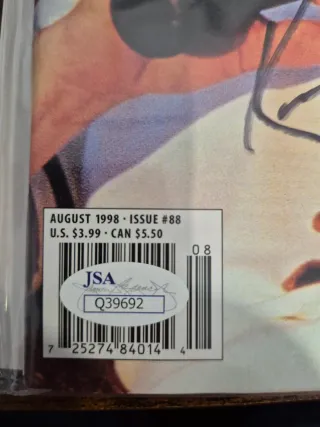 AUGUST 1998 · ISSUE #88
U.S. $3.99 · CAN $5.50
08
JSA
Q39692
7 25274 84014 4